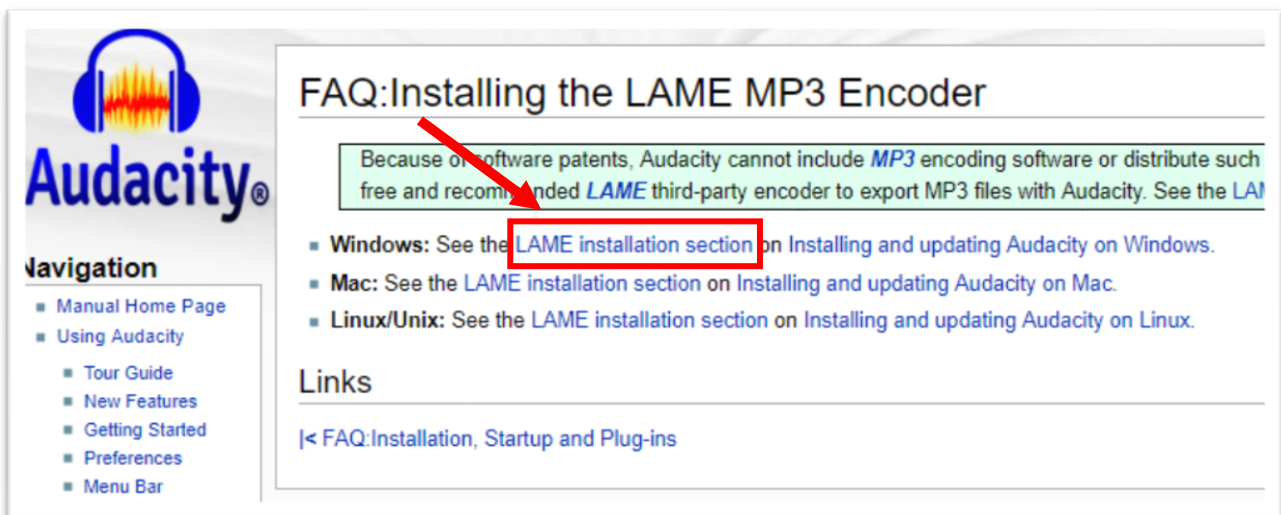 Audacity®
Navigation
Manual Home Page
Using Audacity
Tour Guide
New Features
Getting Started
Preferences
Menu Bar
FAQ:Installing the LAME MP3 Encoder
Because of software patents, Audacity cannot include MP3 encoding software or distribute such
free and recommended LAME third-party encoder to export MP3 files with Audacity. See the LAM
Windows: See the LAME installation section on Installing and updating Audacity on Windows.
Mac: See the LAME installation section on Installing and updating Audacity on Mac.
Linux/Unix: See the LAME installation section on Installing and updating Audacity on Linux.
Links
|< FAQ:Installation, Startup and Plug-ins